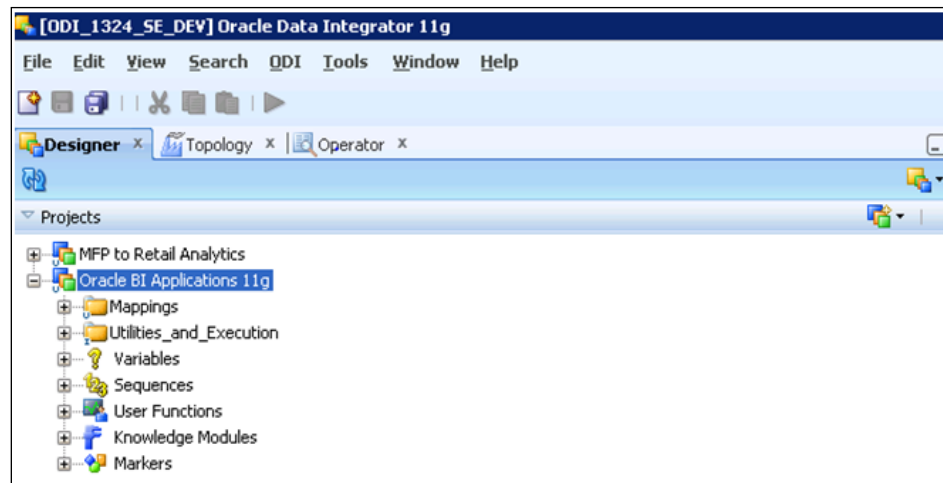 [ODI_1324_SE_DEV] Oracle Data Integrator 11g
File Edit View Search ODI Tools Window Help
Designer x Topology x Operator x
Projects
MFP to Retail Analytics
Oracle BI Applications 11g
Mappings
Utilities_and_Execution
Variables
Sequences
User Functions
Knowledge Modules
Markers